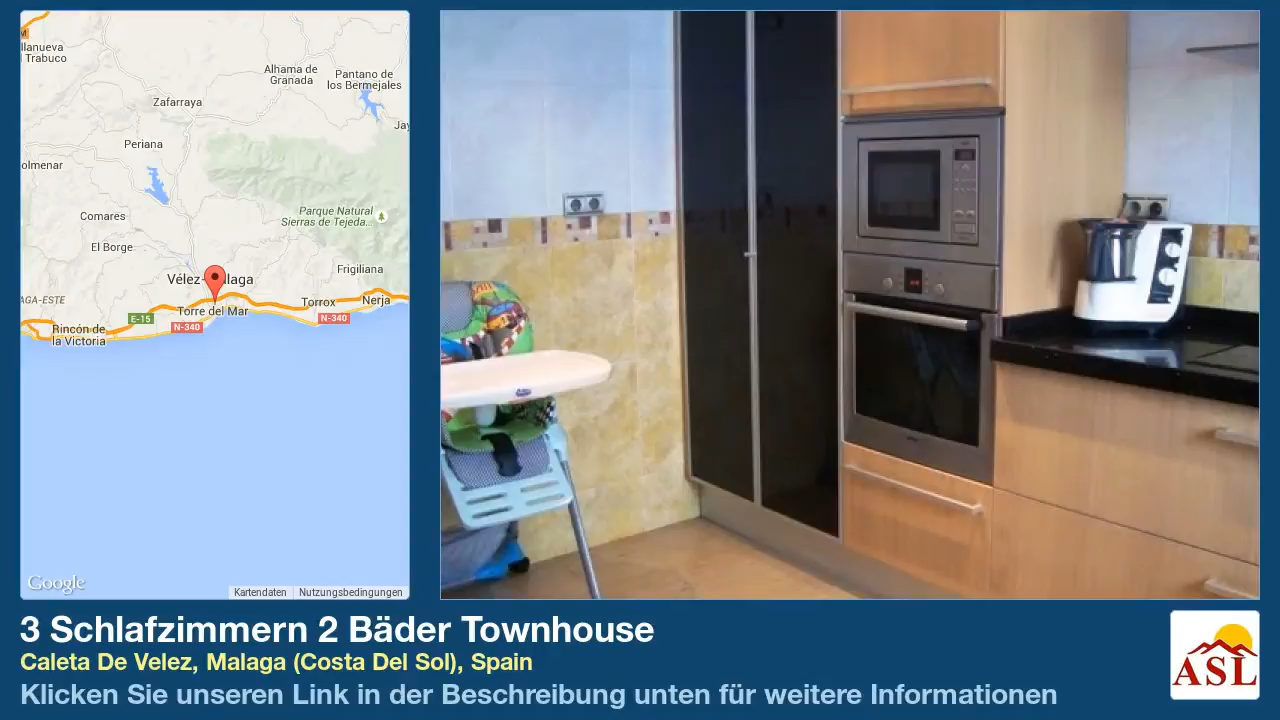 M
llanueva
l Trabuco
Alhama de
Granada
Pantano de
los Bermejales
Zafarraya
Jay
Periana
olmenar
Comares
Parque Natural
Sierras de Tejeda...
El Borge
Vélez-Málaga
Frigiliana
AGA-ESTE
Torrox
Nerja
Torre del Mar
E-15
N-340
N-340
Rincón de
la Victoria
Google
Kartendaten
Nutzungsbedingungen
3 Schlafzimmern 2 Bäder Townhouse
Caleta De Velez, Malaga (Costa Del Sol), Spain
Klicken Sie unseren Link in der Beschreibung unten für weitere Informationen
ASL